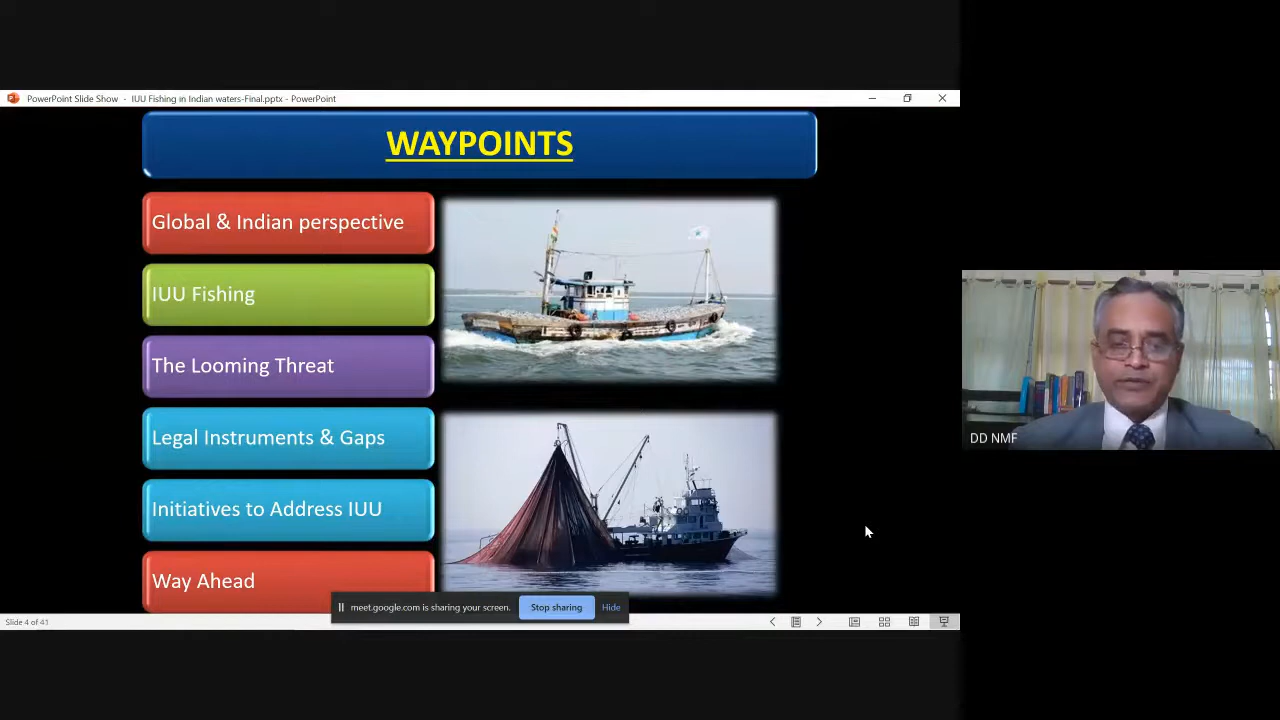 PowerPoint Slide Show - IUU Fishing in Indian waters-Final.pptx - PowerPoint
WAYPOINTS
Global & Indian perspective
IUU Fishing
The Looming Threat
Legal Instruments & Gaps
Initiatives to Address IUU
Way Ahead
meet.google.com is sharing your screen.
Stop sharing
Hide
Slide 4 of 41
DD NMF